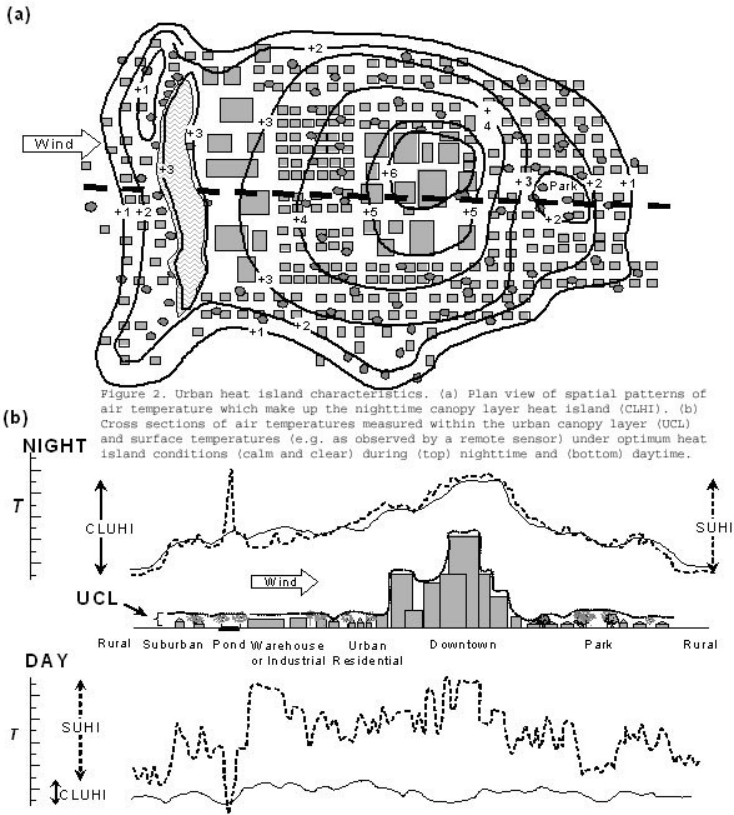 (a)
+2
+1
+3
+3
+
4
Wind
+6
+3
+3
Park
+2
+1
+1
+2
+4
+5
+5
+2
+3
+2
+1
Figure 2. Urban heat island characteristics. (a) Plan view of spatial patterns of
air temperature which make up the nighttime canopy layer heat island (CLHI). (b)
Cross sections of air temperatures measured within the urban canopy layer (UCL)
and surface temperatures (e.g. as observed by a remote sensor) under optimum heat
island conditions (calm and clear) during (top) nighttime and (bottom) daytime.
(b)
NIGHT
T
CLUHI
SUHI
Wind
UCL
Rural Suburban Pond Warehouse Urban Downtown Park Rural
or Industrial Residential
DAY
SUHI
T
CLUHI